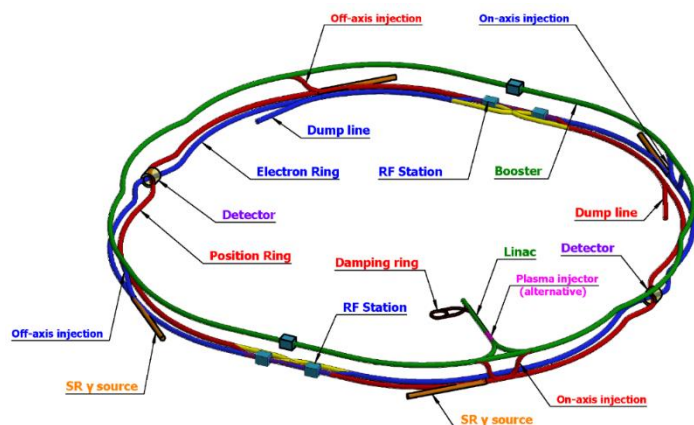 Off-axis injection
On-axis injection
Dump line
Electron Ring
RF Station
Booster
Detector
Dump line
Position Ring
Damping ring
Linac
Detector
Plasma injector
(alternative)
Off-axis injection
RF Station
SR γ source
SR γ source
On-axis injection